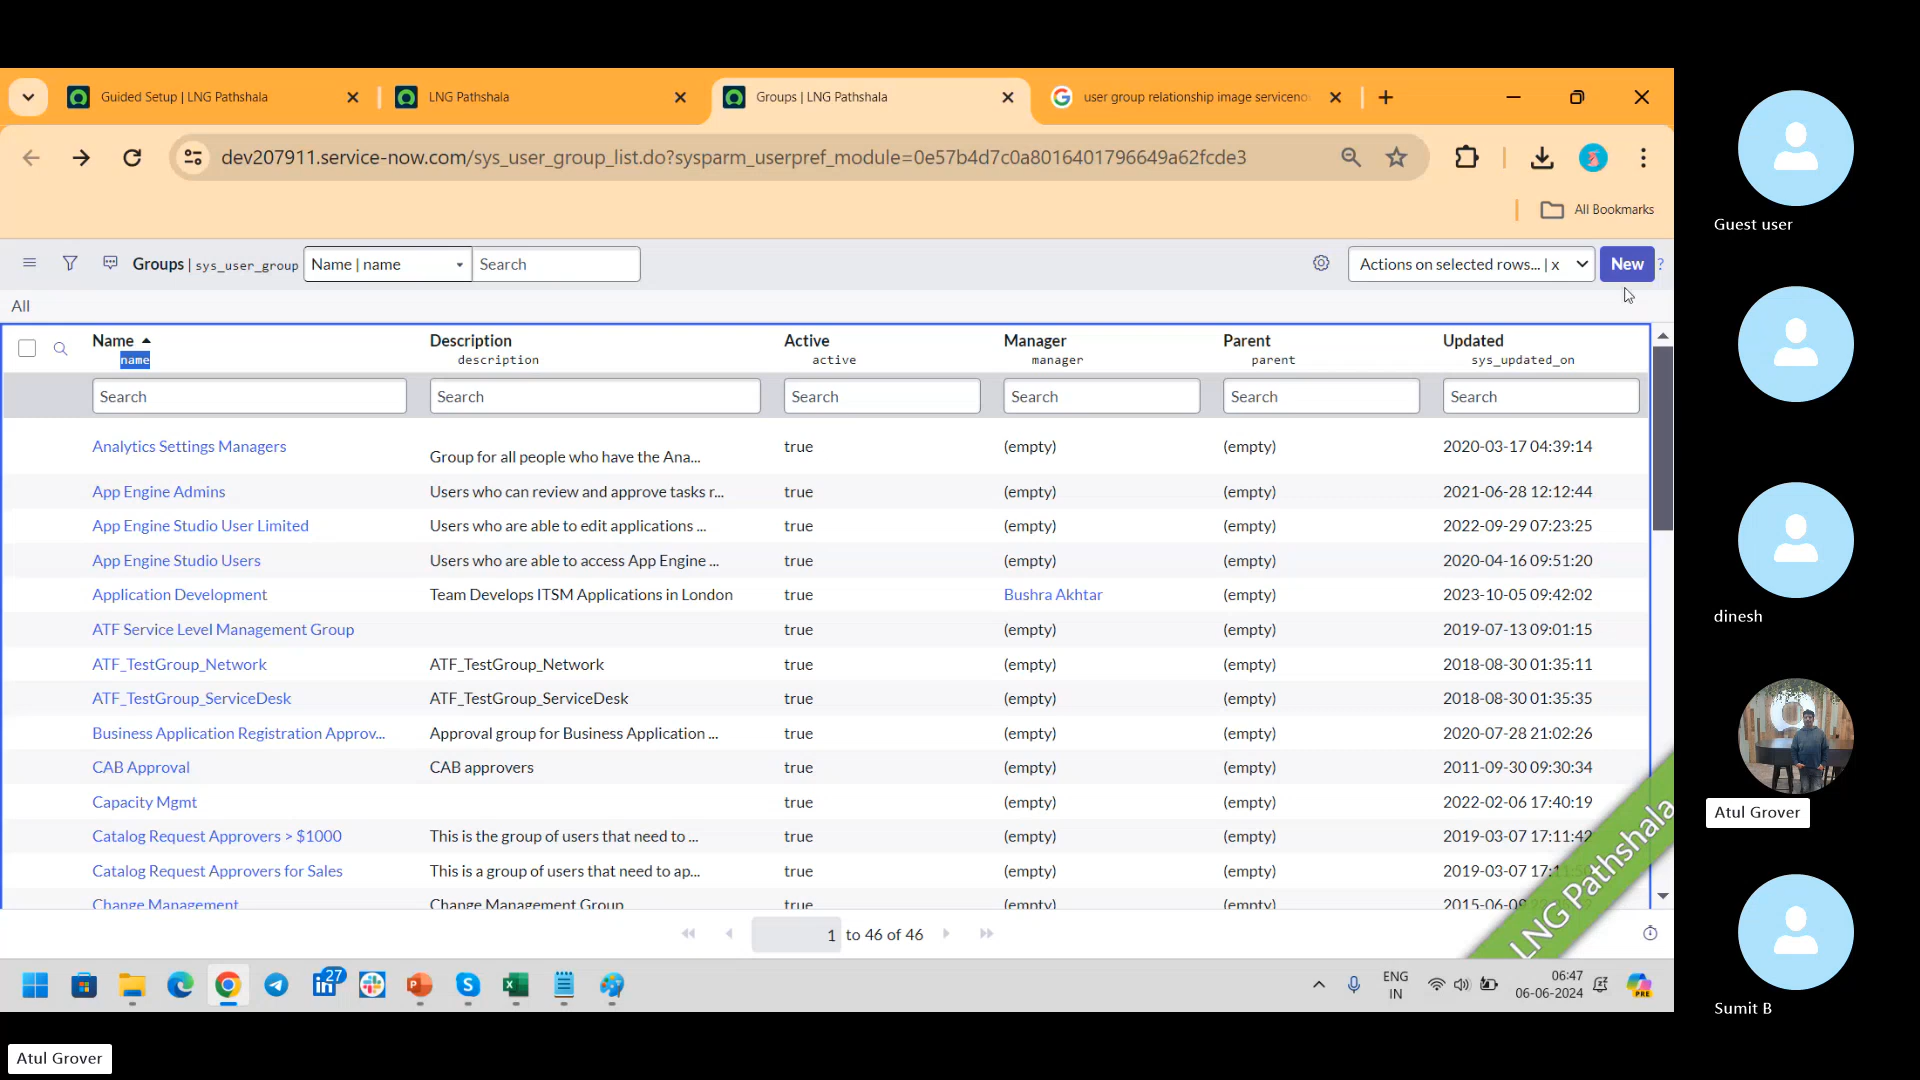 Guided Setup | LNG Pathshala
LNG Pathshala
Groups | LNG Pathshala
user group relationship image serviceno
dev207911.service-now.com/sys_user_group_list.do?sysparm_userpref_module=0e57b4d7c0a8016401796649a62fcde3
All Bookmarks
Groups | sys_user_group Name | name Search Actions on selected rows... | x New ?
All
Name Description Active Manager Parent Updated
name description active manager parent sys_updated_on
Search Search Search Search Search Search
Analytics Settings Managers Group for all people who have the Ana... true (empty) (empty) 2020-03-17 04:39:14
App Engine Admins Users who can review and approve tasks r... true (empty) (empty) 2021-06-28 12:12:44
App Engine Studio User Limited Users who are able to edit applications ... true (empty) (empty) 2022-09-29 07:23:25
App Engine Studio Users Users who are able to access App Engine ... true (empty) (empty) 2020-04-16 09:51:20
Application Development Team Develops ITSM Applications in London true Bushra Akhtar (empty) 2023-10-05 09:42:02
ATF Service Level Management Group true (empty) (empty) 2019-07-13 09:01:15
ATF_TestGroup_Network ATF_TestGroup_Network true (empty) (empty) 2018-08-30 01:35:11
ATF_TestGroup_ServiceDesk ATF_TestGroup_ServiceDesk true (empty) (empty) 2018-08-30 01:35:35
Business Application Registration Approv... Approval group for Business Application ... true (empty) (empty) 2020-07-28 21:02:26
CAB Approval CAB approvers true (empty) (empty) 2011-09-30 09:30:34
Capacity Mgmt true (empty) (empty) 2022-02-06 17:40:19
Catalog Request Approvers > $1000 This is the group of users that need to ... true (empty) (empty) 2019-03-07 17:11:42
Catalog Request Approvers for Sales This is a group of users that need to ap... true (empty) (empty) 2019-03-07
Change Management Change Management Group true (empty) (empty) 2015-06-09
LNG Pathshala
1 to 46 of 46
27
PRE
ENG
IN
06:47
06-06-2024
Guest user
dinesh
Atul Grover
Sumit B
Atul Grover